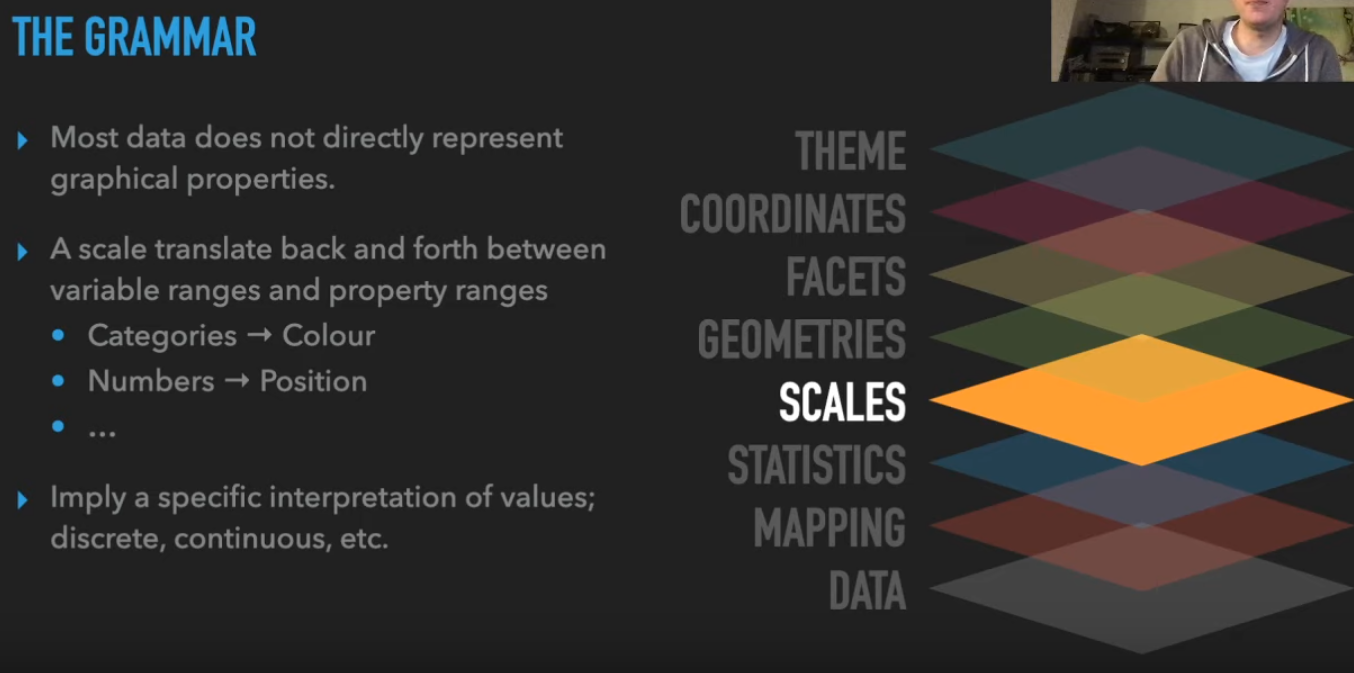 THE GRAMMAR
Most data does not directly represent
graphical properties.
A scale translate back and forth between
variable ranges and property ranges
Categories → Colour
Numbers → Position
...
Imply a specific interpretation of values;
discrete, continuous, etc.
THEME
COORDINATES
FACETS
GEOMETRIES
SCALES
STATISTICS
MAPPING
DATA